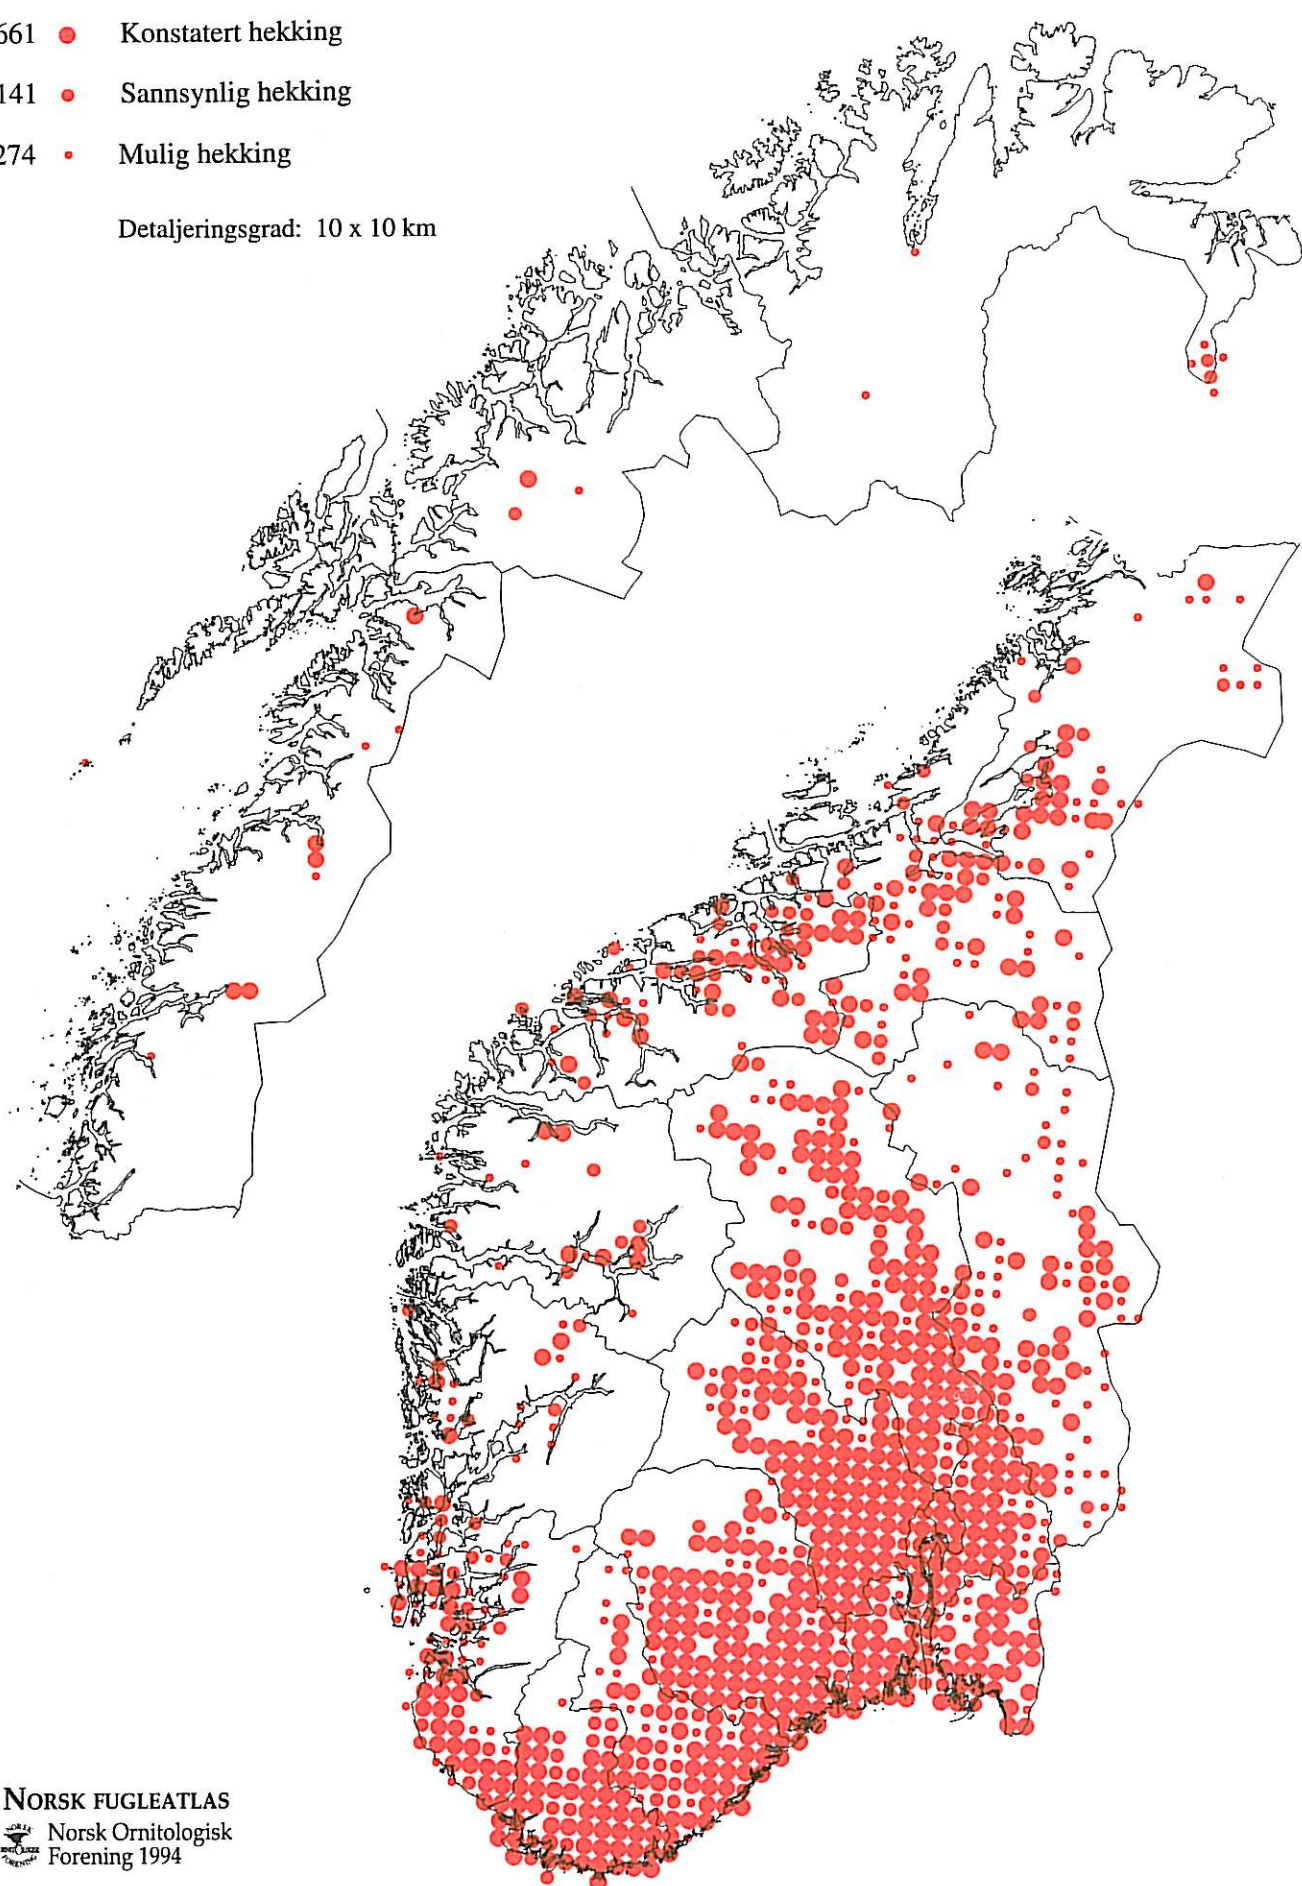 661 Konstatert hekking
141 Sannsynlig hekking
274 Mulig hekking
Detaljeringsgrad: 10 x 10 km
NORSK FUGLEATLAS
Norsk Ornitologisk
Forening 1994